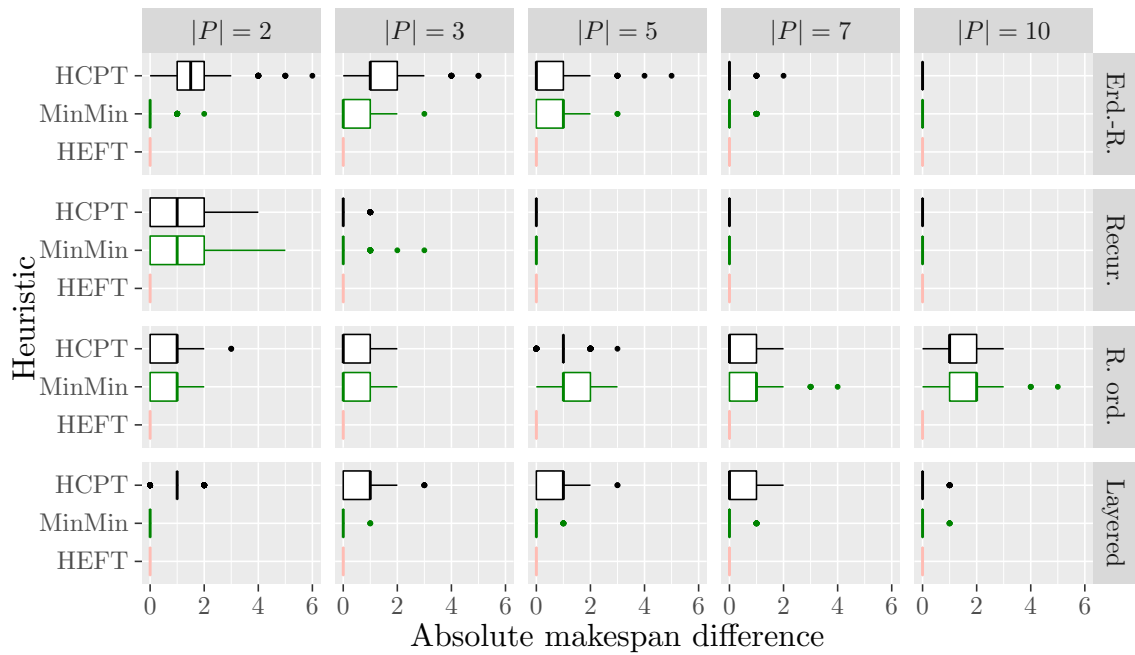 |P| = 2 |P| = 3 |P| = 5 |P| = 7 |P| = 10
HCPT
MinMin
HEFT
Erd.-R.
HCPT
MinMin
HEFT
Recur.
HCPT
MinMin
HEFT
R. ord.
HCPT
MinMin
HEFT
Layered
Heuristic
0 2 4 6 0 2 4 6 0 2 4 6 0 2 4 6 0 2 4 6
Absolute makespan difference